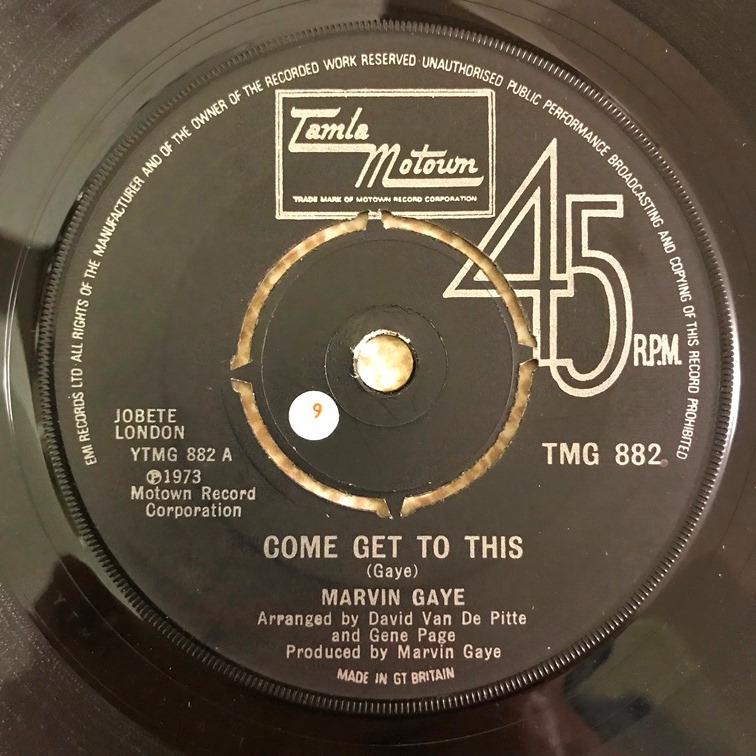 EMI RECORDS LTD ALL RIGHTS OF THE MANUFACTURER AND OF THE OWNER OF THE RECORDED WORK RESERVED · UNAUTHORISED PUBLIC PERFORMANCE BROADCASTING AND COPYING OF THIS RECORD PROHIBITED
Tamla
Motown
TRADE MARK OF MOTOWN RECORD CORPORATION
45
R.P.M.
9
JOBETE
LONDON
YTMG 882 A
℗1973
Motown Record
Corporation
TMG 882
COME GET TO THIS
(Gaye)
MARVIN GAYE
Arranged by David Van De Pitte
and Gene Page
Produced by Marvin Gaye
MADE IN GT BRITAIN